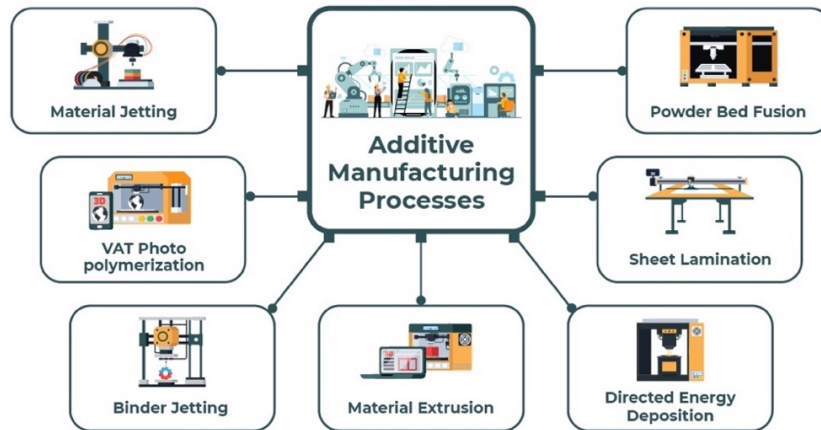 Material Jetting
Additive
Manufacturing
Processes
Powder Bed Fusion
3D
VAT Photo
polymerization
Sheet Lamination
Binder Jetting
Material Extrusion
Directed Energy
Deposition